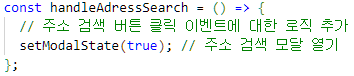 const handleAdressSearch = () => {
// 주소 검색 버튼 클릭 이벤트에 대한 로직 추가
setModalState(true); // 주소 검색 모달 열기
};